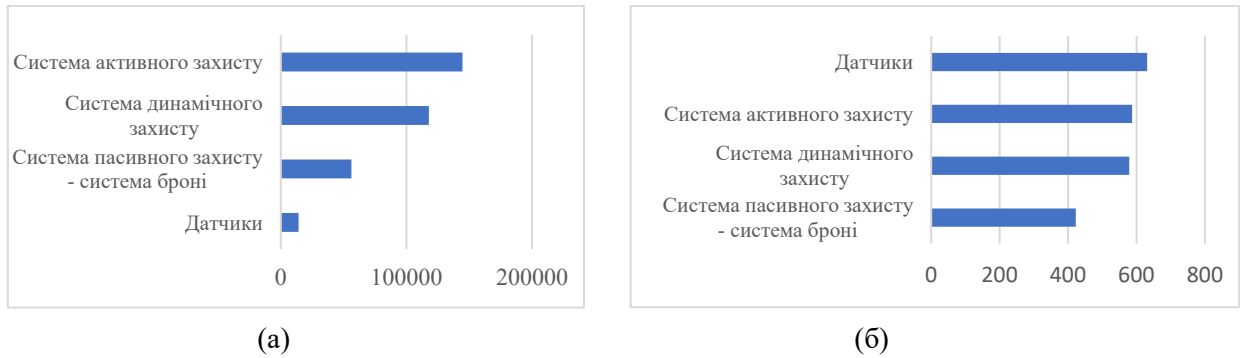 Система активного захисту
Система динамічного
захисту
Система пасивного захисту
- система броні
Датчики
0 100000 200000
(а)
Датчики
Система активного захисту
Система динамічного
захисту
Система пасивного захисту
- система броні
0 200 400 600 800
(б)